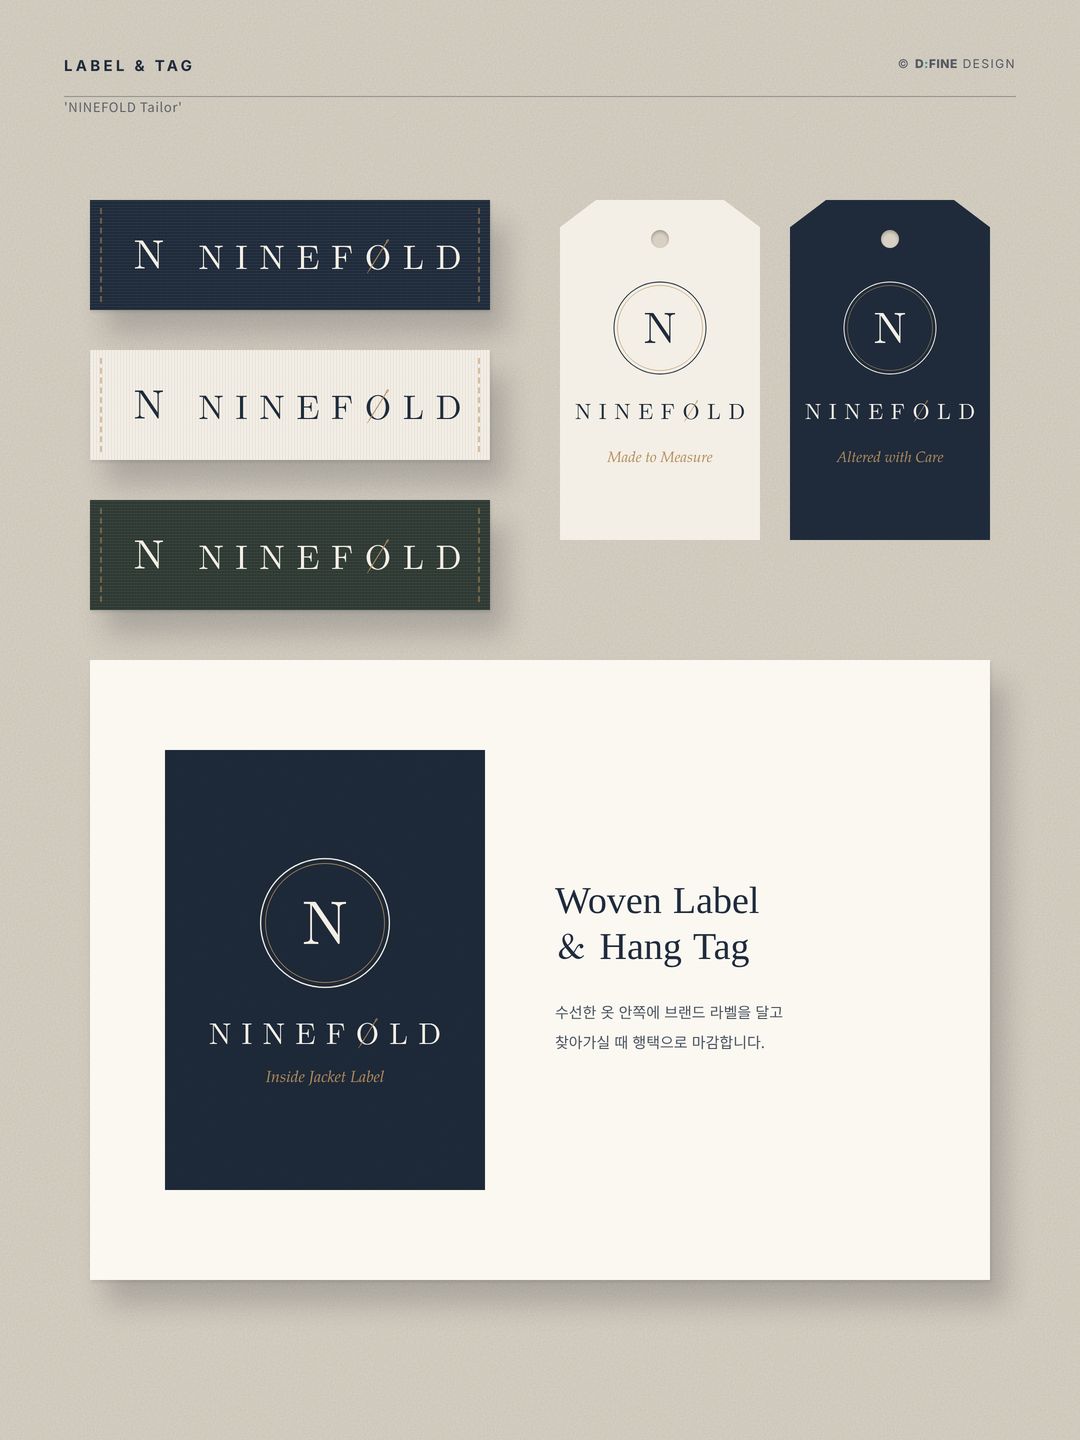 LABEL & TAG
© D:FINE DESIGN
'NINEFOLD Tailor'
N NINEFØLD
N NINEFØLD
N NINEFØLD
N
NINEFØLD
Made to Measure
N
NINEFØLD
Altered with Care
N
NINEFØLD
Inside Jacket Label
Woven Label
& Hang Tag
수선한 옷 안쪽에 브랜드 라벨을 달고
찾아가실 때 행택으로 마감합니다.